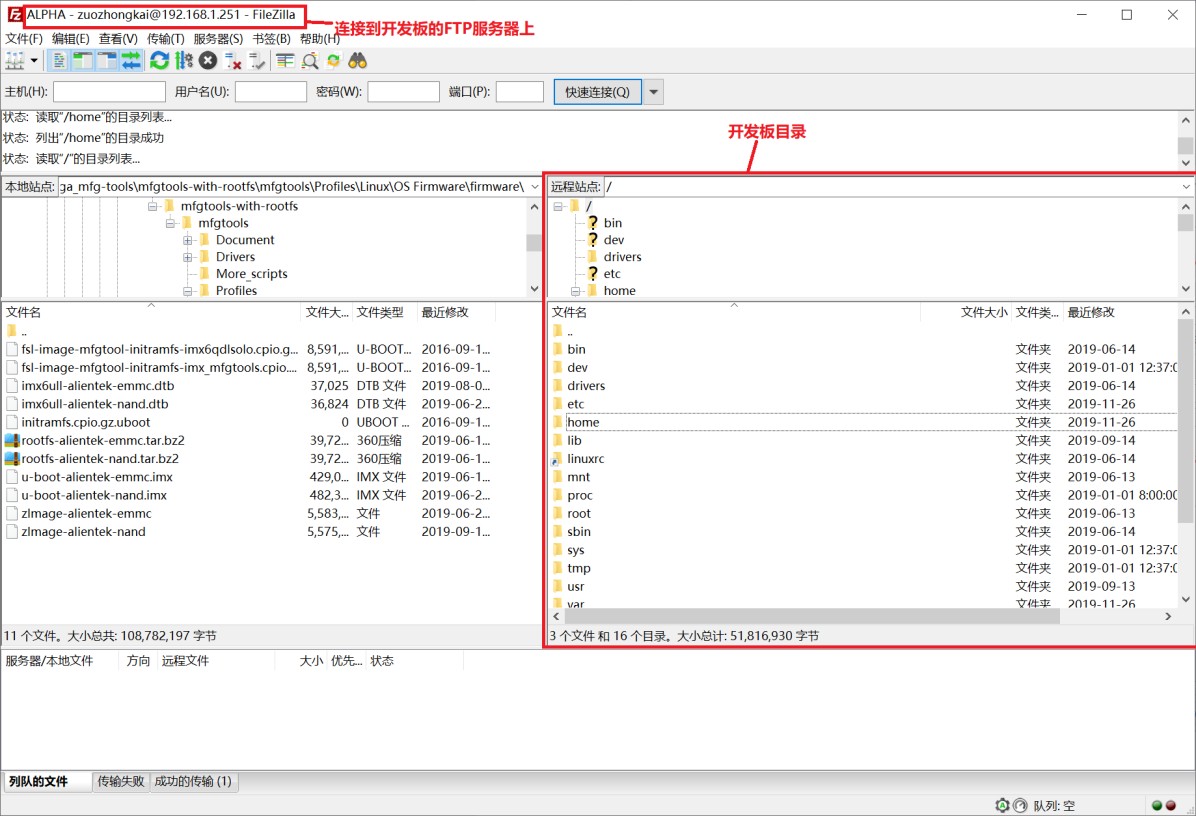 ALPHA - zuozhongkai@192.168.1.251 - FileZilla
连接到开发板的FTP服务器上
文件(F) 编辑(E) 查看(V) 传输(T) 服务器(S) 书签(B) 帮助(H)
主机(H): 用户名(U): 密码(W): 端口(P): 快速连接(Q)
状态: 读取"/home"的目录列表...
状态: 列出"/home"的目录成功
状态: 读取"/"的目录列表...
开发板目录
本地站点: ga_mfg-tools\mfgtools-with-rootfs\mfgtools\Profiles\Linux\OS Firmware\firmware\
mfgtools-with-rootfs
mfgtools
Document
Drivers
More_scripts
Profiles
远程站点: /
/
bin
dev
drivers
etc
home
文件名 文件大... 文件类型 最近修改
..
fsl-image-mfgtool-initramfs-imx6qdlsolo.cpio.g... 8,591,... U-BOOT... 2016-09-1...
fsl-image-mfgtool-initramfs-imx_mfgtools.cpio.... 8,591,... U-BOOT... 2016-09-1...
imx6ull-alientek-emmc.dtb 37,025 DTB 文件 2019-08-0...
imx6ull-alientek-nand.dtb 36,824 DTB 文件 2019-06-2...
initramfs.cpio.gz.uboot 0 UBOOT ... 2016-09-1...
rootfs-alientek-emmc.tar.bz2 39,72... 360压缩 2019-06-1...
rootfs-alientek-nand.tar.bz2 39,72... 360压缩 2019-06-1...
u-boot-alientek-emmc.imx 429,0... IMX 文件 2019-06-2...
u-boot-alientek-nand.imx 482,3... IMX 文件 2019-06-2...
zImage-alientek-emmc 5,583,... 文件 2019-06-2...
zImage-alientek-nand 5,575,... 文件 2019-09-1...
11 个文件。大小总共: 108,782,197 字节
文件名 文件大小 文件类... 最近修改
..
bin 文件夹 2019-06-14
dev 文件夹 2019-01-01 12:37:0
drivers 文件夹 2019-06-14
etc 文件夹 2019-11-26
home 文件夹 2019-11-26
lib 文件夹 2019-09-14
linuxrc 文件夹 2019-06-14
mnt 文件夹 2019-06-13
proc 文件夹 2019-01-01 8:00:00
root 文件夹 2019-06-13
sbin 文件夹 2019-06-14
sys 文件夹 2019-01-01 12:37:0
tmp 文件夹 2019-01-01 12:37:0
usr 文件夹 2019-09-13
var 文件夹 2019-11-26
3 个文件 和 16 个目录。大小总计: 51,816,930 字节
服务器/本地文件 方向 远程文件 大小 优先... 状态
列队的文件 传输失败 成功的传输 (1)
队列: 空